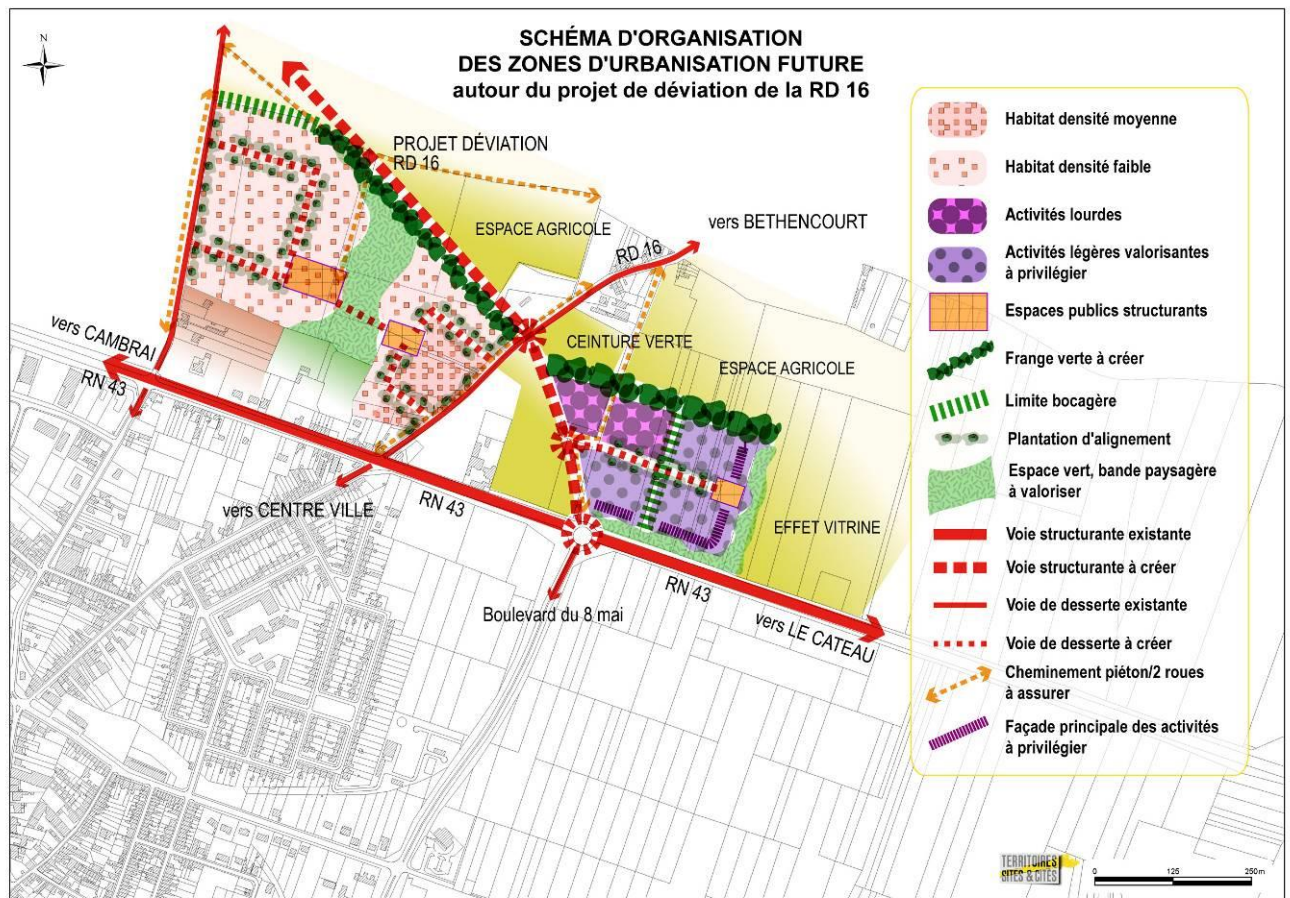 N
SCHÉMA D'ORGANISATION
DES ZONES D'URBANISATION FUTURE
autour du projet de déviation de la RD 16
PROJET DÉVIATION
RD 16
ESPACE AGRICOLE
vers BETHENCOURT
RD 16
CEINTURE VERTE
ESPACE AGRICOLE
vers CAMBRAI
RN 43
vers CENTRE VILLE
RN 43
EFFET VITRINE
RN 43
Boulevard du 8 mai
vers LE CATEAU
Habitat densité moyenne
Habitat densité faible
Activités lourdes
Activités légères valorisantes
à privilégier
Espaces publics structurants
Frange verte à créer
Limite bocagère
Plantation d'alignement
Espace vert, bande paysagère
à valoriser
Voie structurante existante
Voie structurante à créer
Voie de desserte existante
Voie de desserte à créer
Cheminement piéton/2 roues
à assurer
Façade principale des activités
à privilégier
TERRITOIRES
SITES & CITÉS
0 125 250m